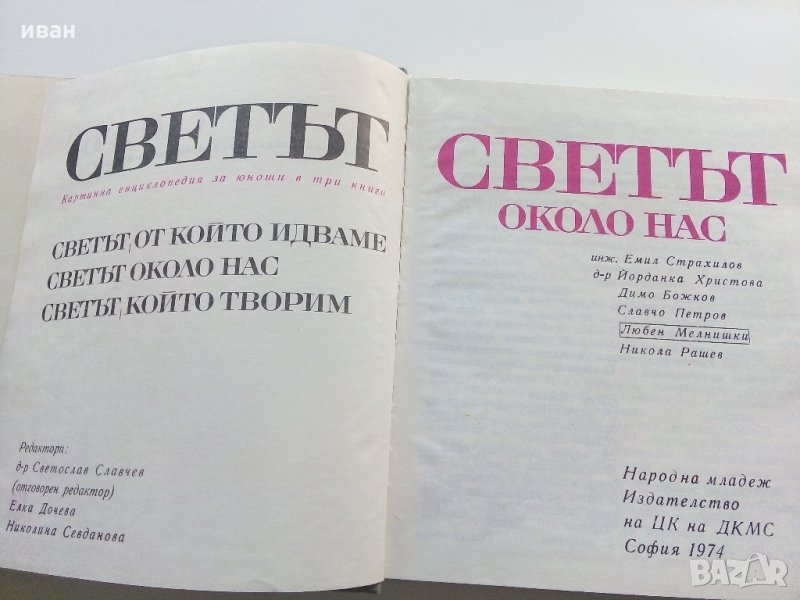 иван
СВЕТЪТ
Картинна енциклопедия за юноши в три книги
СВЕТЪТ, ОТ КОЙТО ИДВАМЕ
СВЕТЪТ ОКОЛО НАС
СВЕТЪТ, КОЙТО ТВОРИМ
Редактори:
д-р Светослав Славчев
(отговорен редактор)
Елка Дочева
Николина Севданова
СВЕТЪТ
ОКОЛО НАС
инж. Емил Страхилов
д-р Йорданка Христова
Димо Божков
Славчо Петров
Любен Мелнишки
Никола Рашев
Народна младеж
Издателство
на ЦК на ДКМС
София 1974
BAZAR